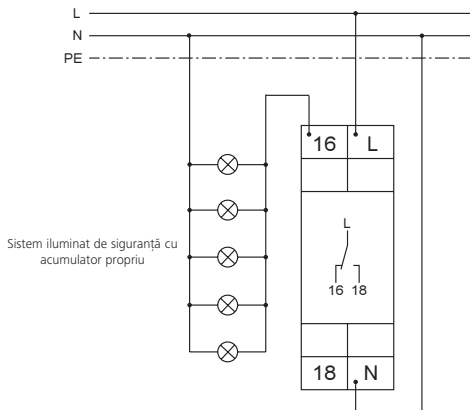 L
N
PE
16 L
Sistem iluminat de siguranță cu
acumulator propriu
L
16 18
18 N